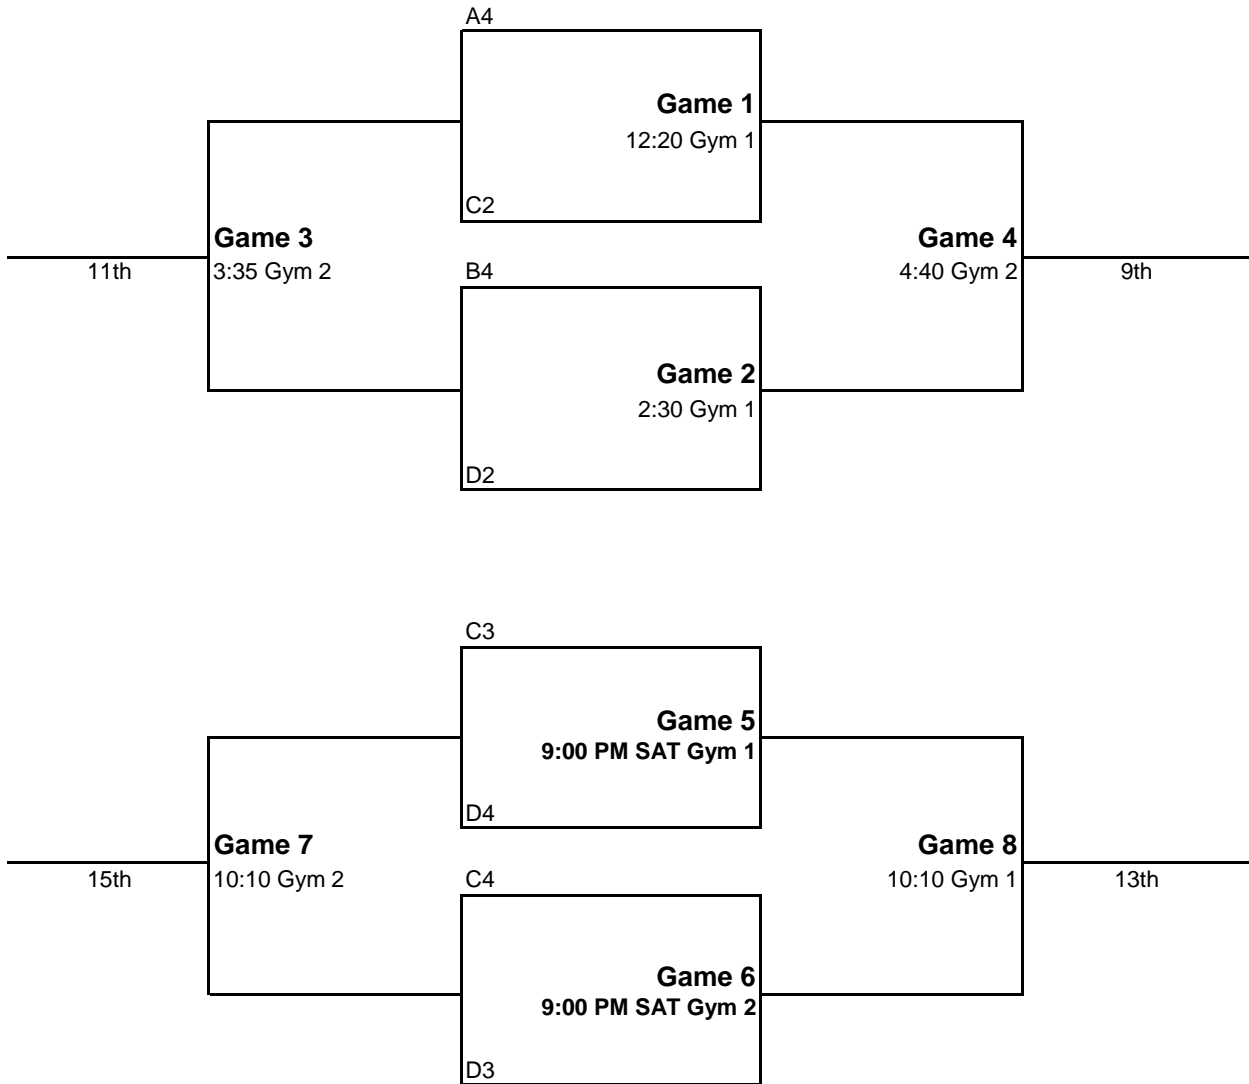 A4
Game 1
12:20 Gym 1
C2
Game 3
3:35 Gym 2
11th
Game 4
4:40 Gym 2
9th
B4
Game 2
2:30 Gym 1
D2
C3
Game 5
9:00 PM SAT Gym 1
D4
Game 7
10:10 Gym 2
15th
Game 8
10:10 Gym 1
13th
C4
Game 6
9:00 PM SAT Gym 2
D3